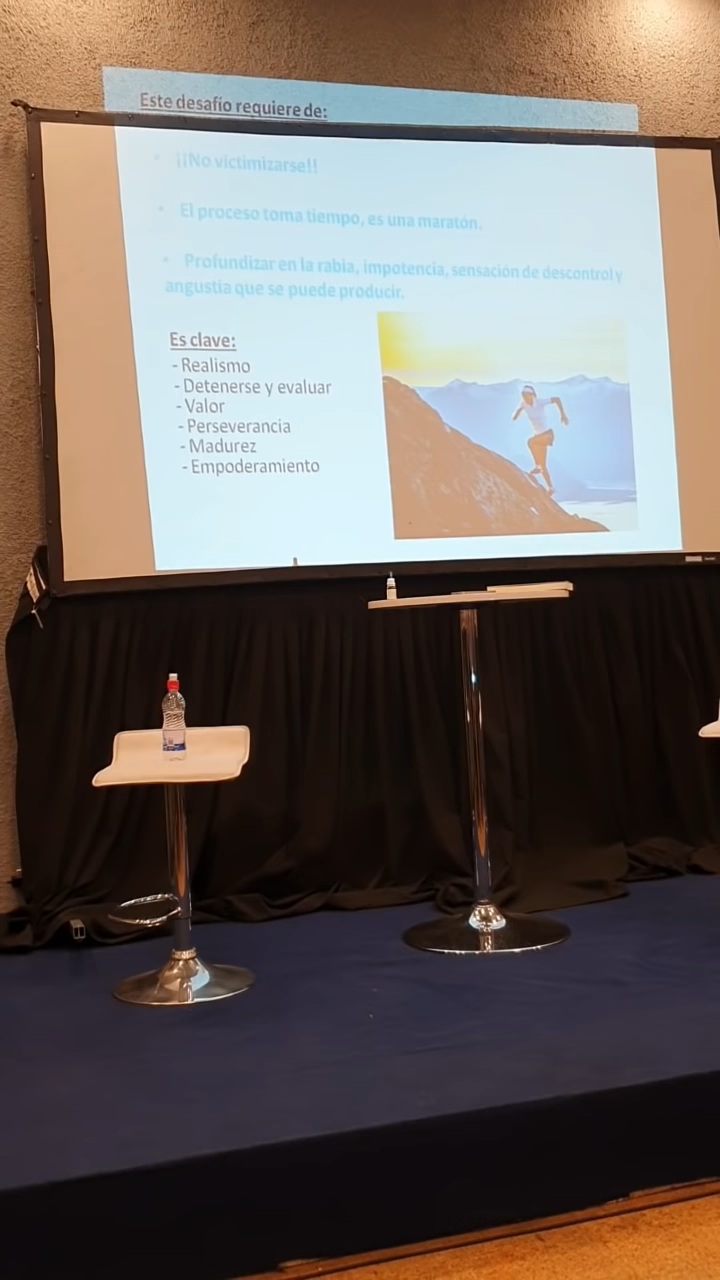 Este desafío requiere de:
• ¡¡No victimizarse!!
• El proceso toma tiempo, es una maratón.
• Profundizar en la rabia, impotencia, sensación de descontrol y
angustia que se puede producir.
Es clave:
- Realismo
- Detenerse y evaluar
- Valor
- Perseverancia
- Madurez
- Empoderamiento